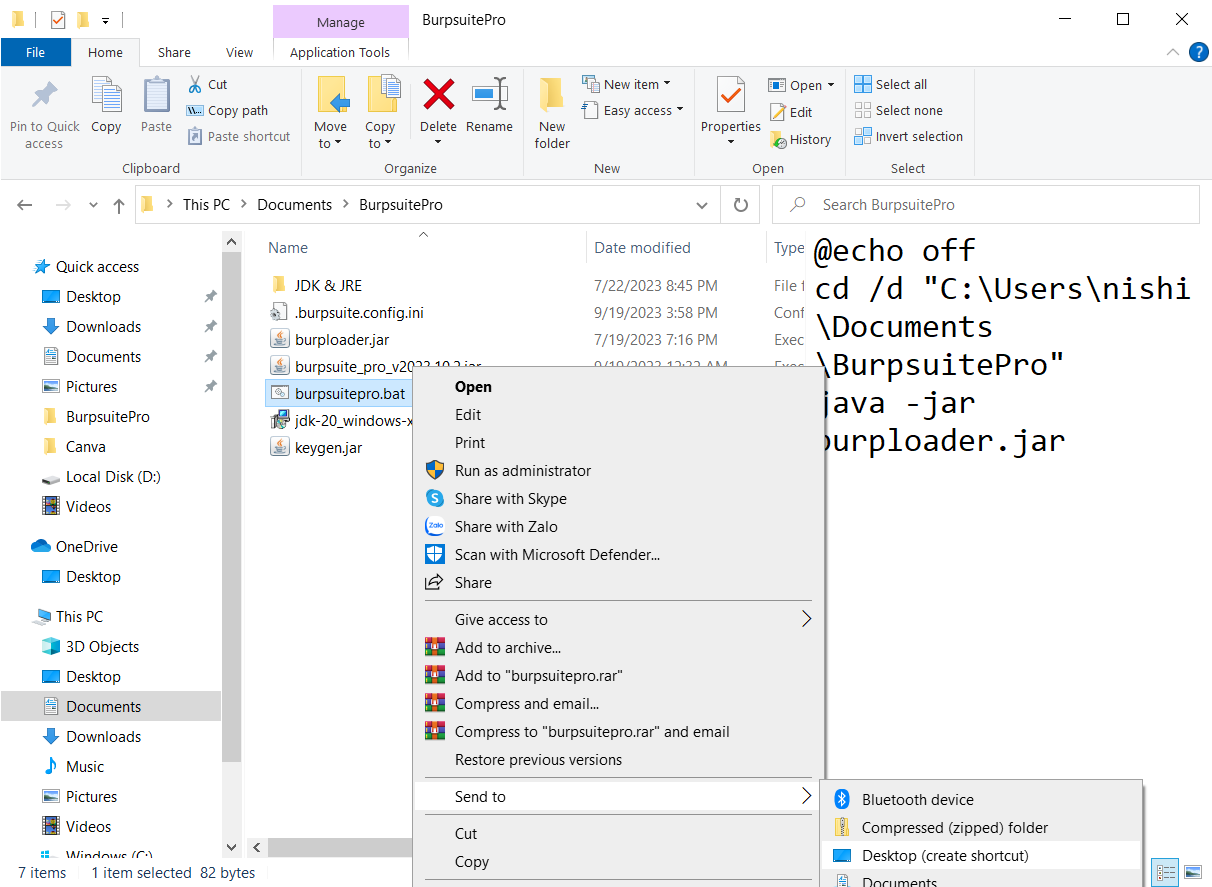 Manage
BurpsuitePro
File
Home
Share
View
Application Tools
Pin to Quick access
Copy
Paste
Cut
Copy path
Paste shortcut
Clipboard
Move to
Copy to
Delete
Rename
Organize
New folder
New item
Easy access
New
Properties
Open
Edit
History
Open
Select all
Select none
Invert selection
Select
This PC > Documents > BurpsuitePro
Search BurpsuitePro
Quick access
Desktop
Downloads
Documents
Pictures
BurpsuitePro
Canva
Local Disk (D:)
Videos
OneDrive
Desktop
This PC
3D Objects
Desktop
Documents
Downloads
Music
Pictures
Videos
Windows (C:)
Name Date modified Type
JDK & JRE 7/22/2023 8:45 PM File f
.burpsuite.config.ini 9/19/2023 3:58 PM Conf
burploader.jar 7/19/2023 7:16 PM Exec
burpsuite_pro_v2023.10.2.jar 9/19/2023 12:32 AM Exec
burpsuitepro.bat
jdk-20_windows-x
keygen.jar
@echo off
cd /d "C:\Users\nishi
\Documents
\BurpsuitePro"
java -jar
burploader.jar
Open
Edit
Print
Run as administrator
Share with Skype
Share with Zalo
Scan with Microsoft Defender...
Share
Give access to
Add to archive...
Add to "burpsuitepro.rar"
Compress and email...
Compress to "burpsuitepro.rar" and email
Restore previous versions
Send to
Cut
Copy
Bluetooth device
Compressed (zipped) folder
Desktop (create shortcut)
Documents
7 items 1 item selected 82 bytes